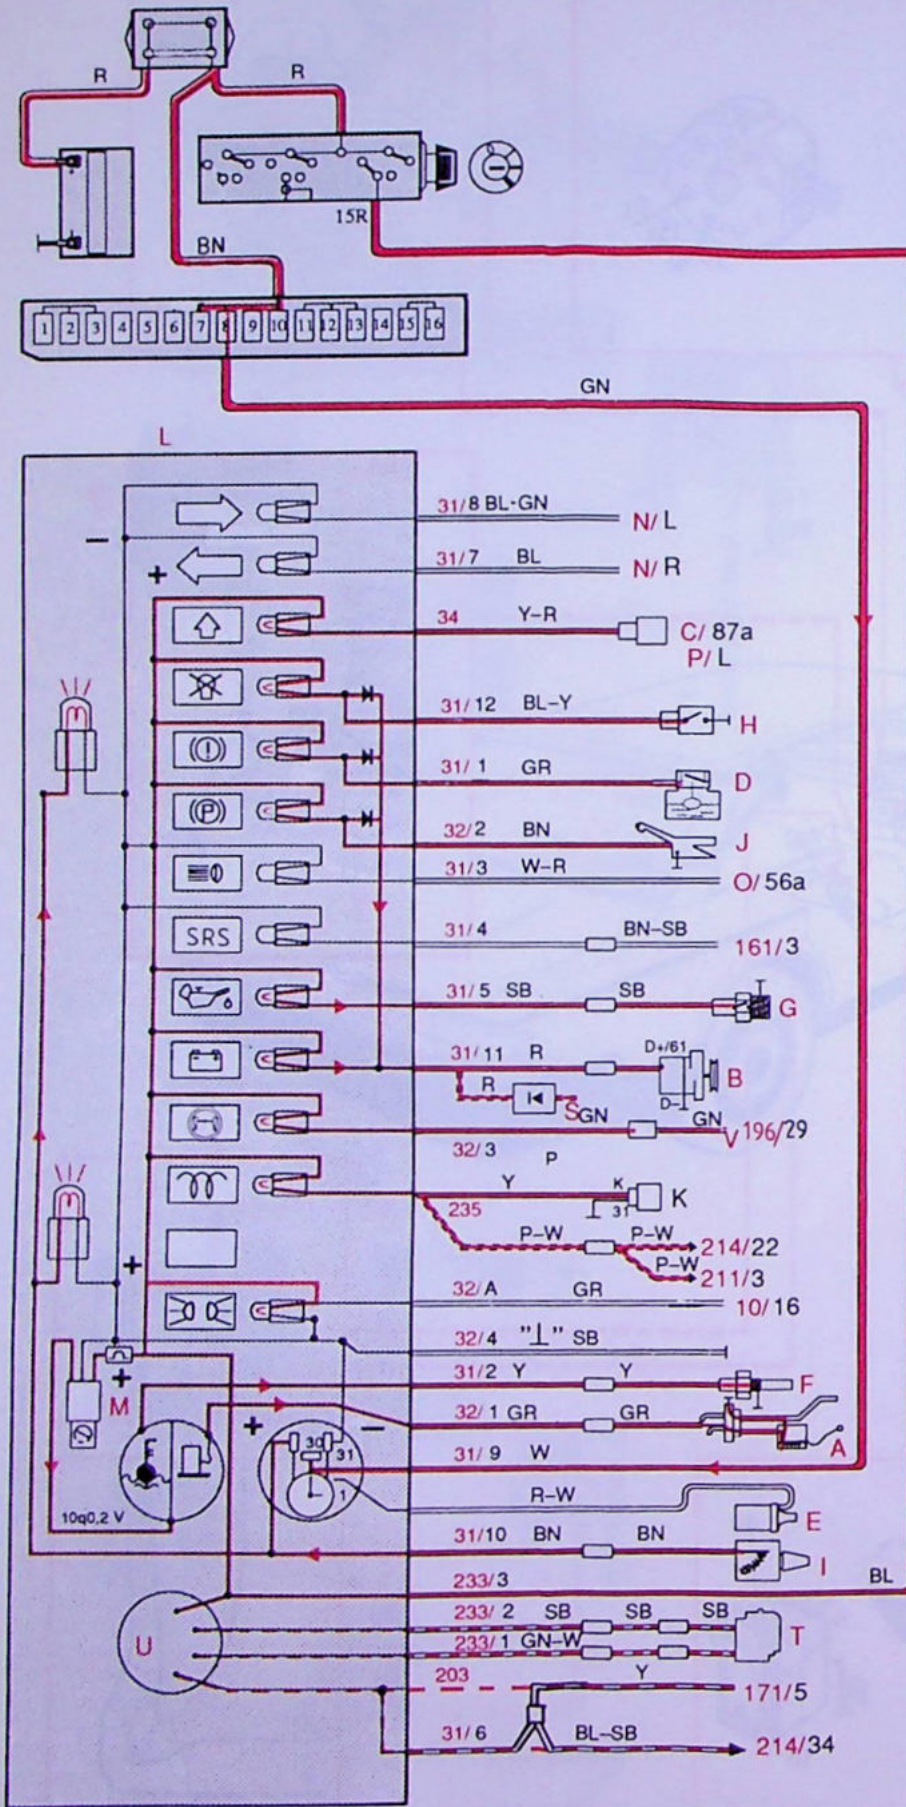 R
R
15R
BN
1 2 3 4 5 6 7 8 9 10 11 12 13 14 15 16
GN
L
31/8 BL-GN N/L
−
31/7 BL N/R
+
34 Y-R C/87a
P/L
31/12 BL-Y H
31/1 GR D
(P) 32/2 BN J
31/3 W-R O/56a
SRS 31/4 BN-SB 161/3
31/5 SB SB G
31/11 R D+/61 B
R D-
S GN GN V 196/29
32/3 P
Y K K
235 31
P-W P-W 214/22
P-W 211/3
+
32/A GR 10/16
32/4 "⊥" SB
31/2 Y Y F
+
M 32/1 GR GR A
+ −
30 31 31/9 W
1
10q0,2 V R-W E
31/10 BN BN I
233/3 BL
233/2 SB SB SB
U 233/1 GN-W T
203 Y 171/5
31/6 BL-SB 214/34